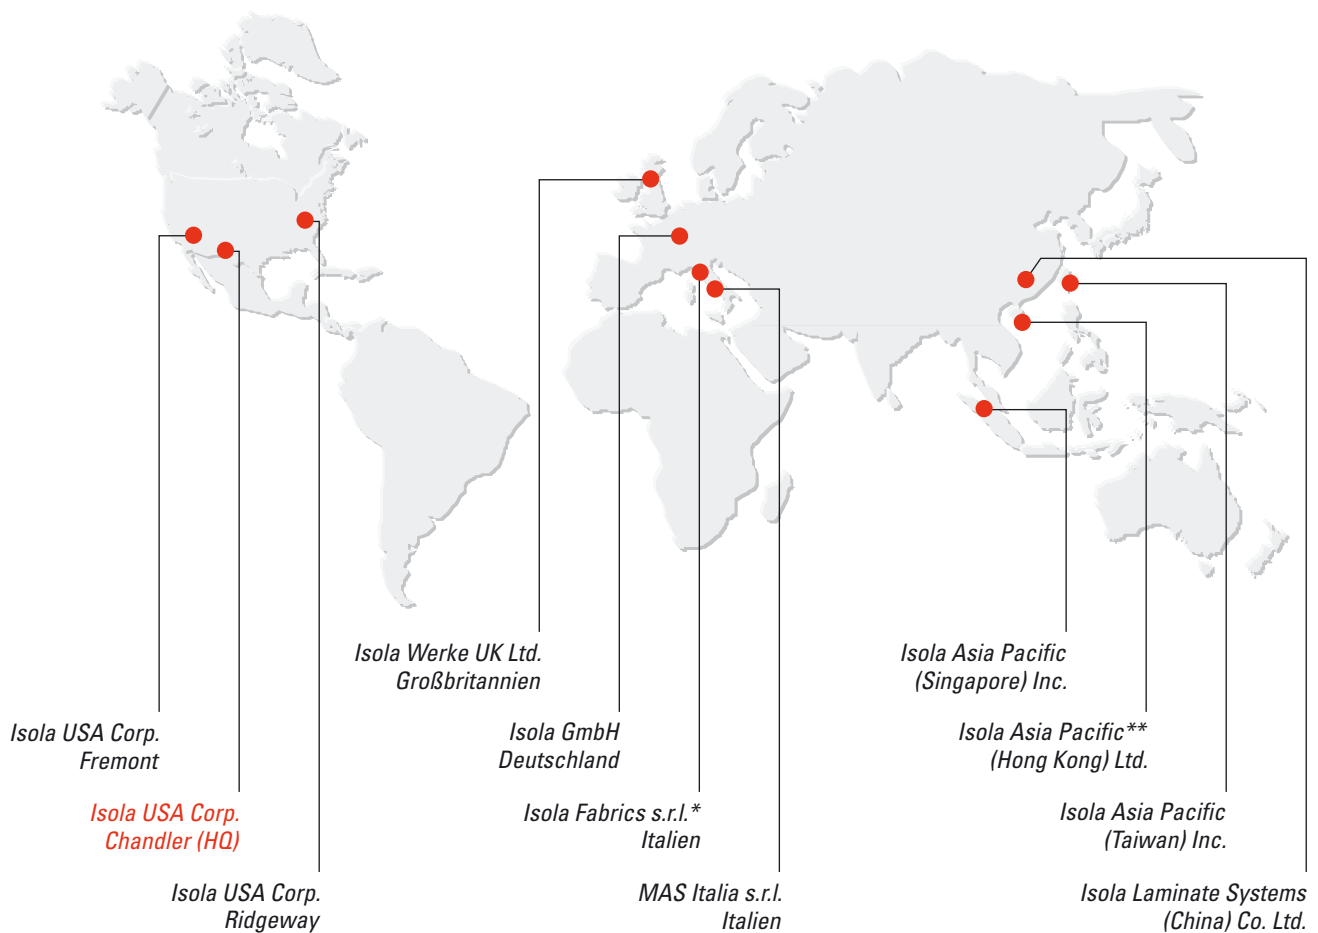 Isola Werke UK Ltd.
Großbritannien
Isola Asia Pacific
(Singapore) Inc.
Isola USA Corp.
Fremont
Isola GmbH
Deutschland
Isola Asia Pacific**
(Hong Kong) Ltd.
Isola USA Corp.
Chandler (HQ)
Isola Fabrics s.r.l.*
Italien
Isola Asia Pacific
(Taiwan) Inc.
Isola USA Corp.
Ridgeway
MAS Italia s.r.l.
Italien
Isola Laminate Systems
(China) Co. Ltd.